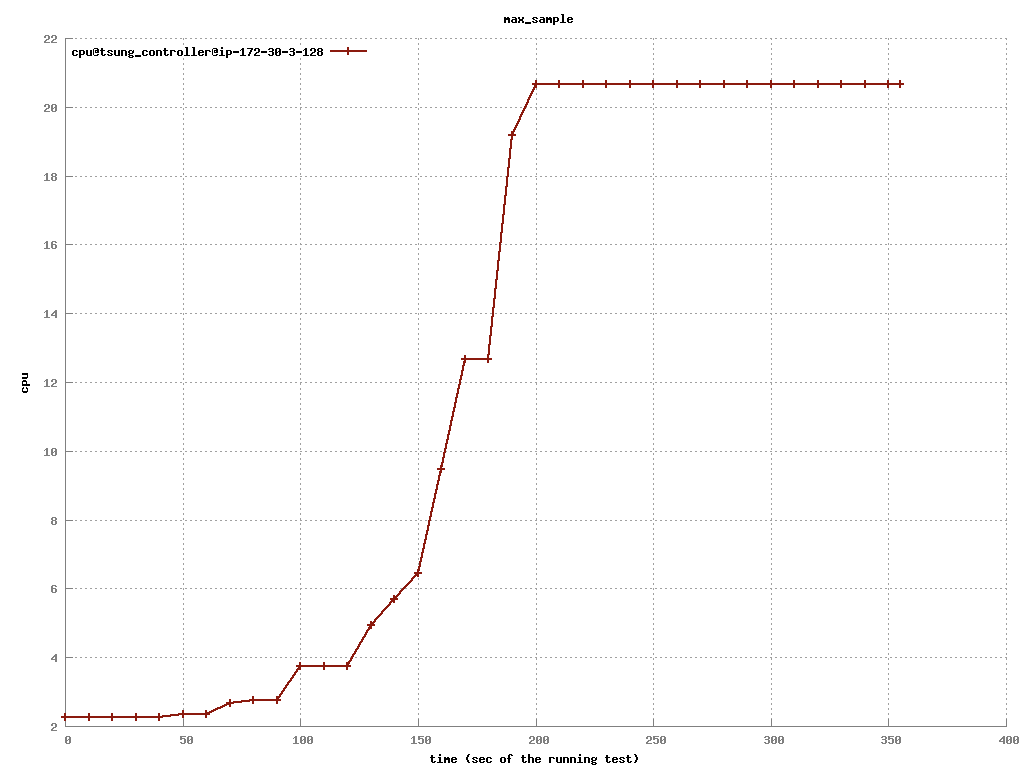 max_sample
cpu@tsung_controller@ip-172-30-3-128
22
20
18
16
14
12
10
8
6
4
2
cpu
0 50 100 150 200 250 300 350 400
time (sec of the running test)